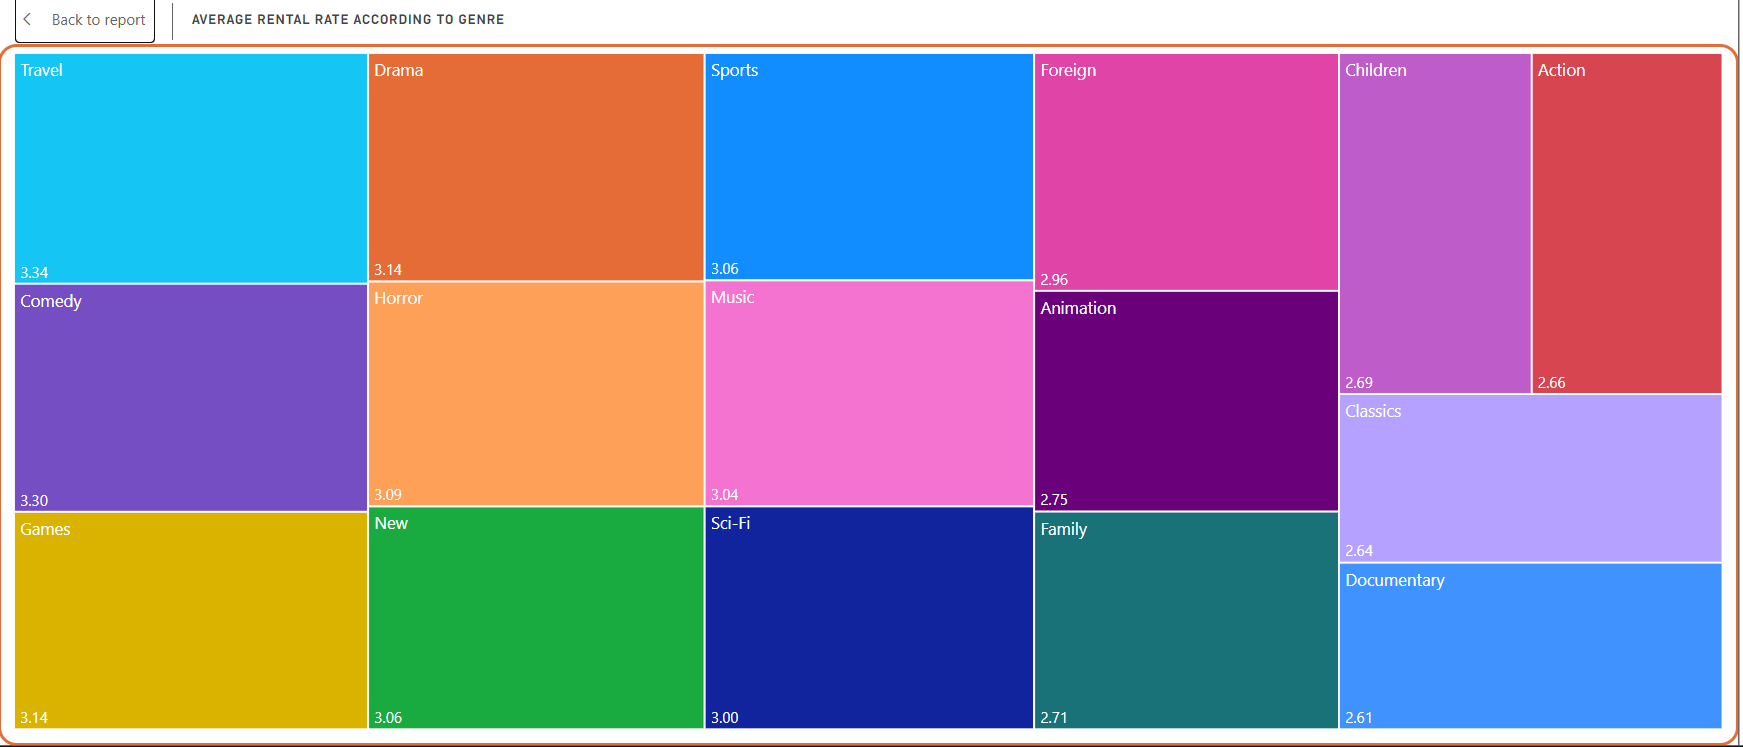 Back to report
AVERAGE RENTAL RATE ACCORDING TO GENRE
Travel
3.34
Comedy
3.30
Games
3.14
Drama
3.14
Horror
3.09
New
3.06
Sports
3.06
Music
3.04
Sci-Fi
3.00
Foreign
2.96
Animation
2.75
Family
2.71
Children
2.69
Action
2.66
Classics
2.64
Documentary
2.61